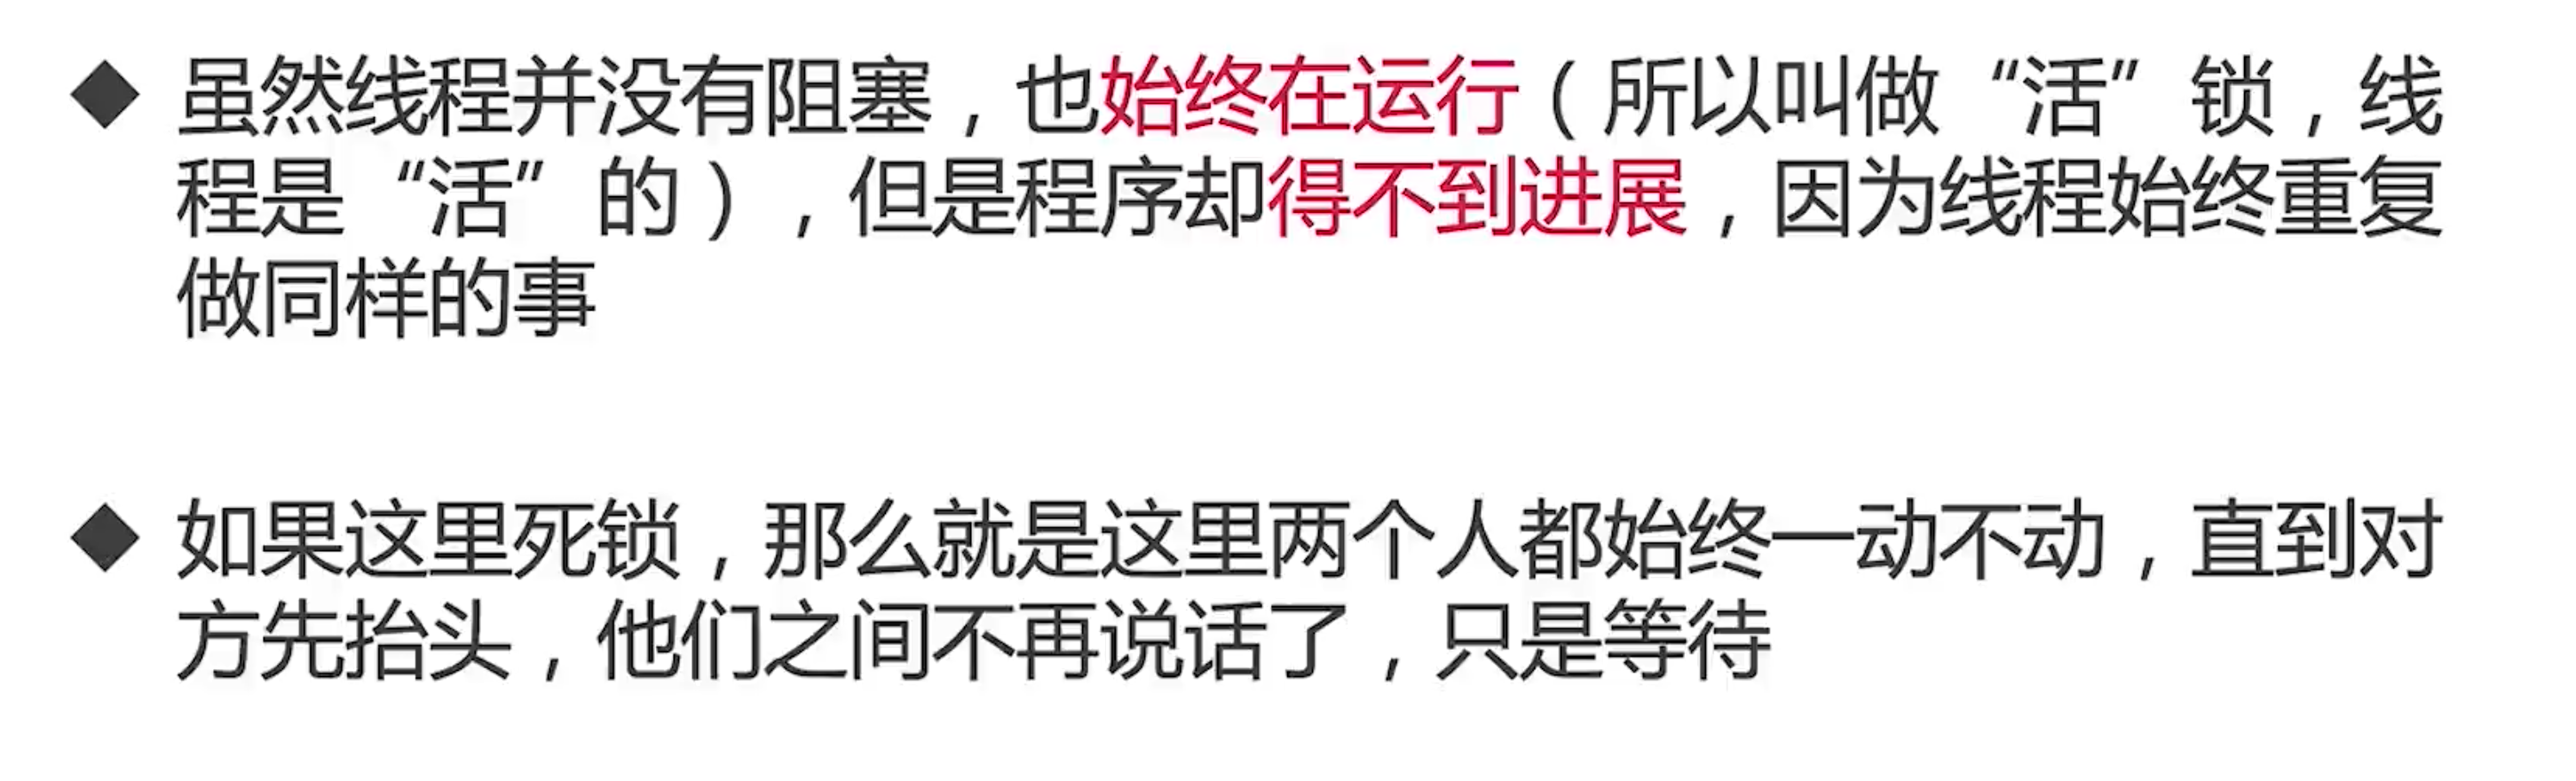 ◆ 虽然线程并没有阻塞，也始终在运行（所以叫做“活”锁，线
程是“活”的），但是程序却得不到进展，因为线程始终重复
做同样的事
◆ 如果这里死锁，那么就是这里两个人都始终一动不动，直到对
方先抬头，他们之间不再说话了，只是等待